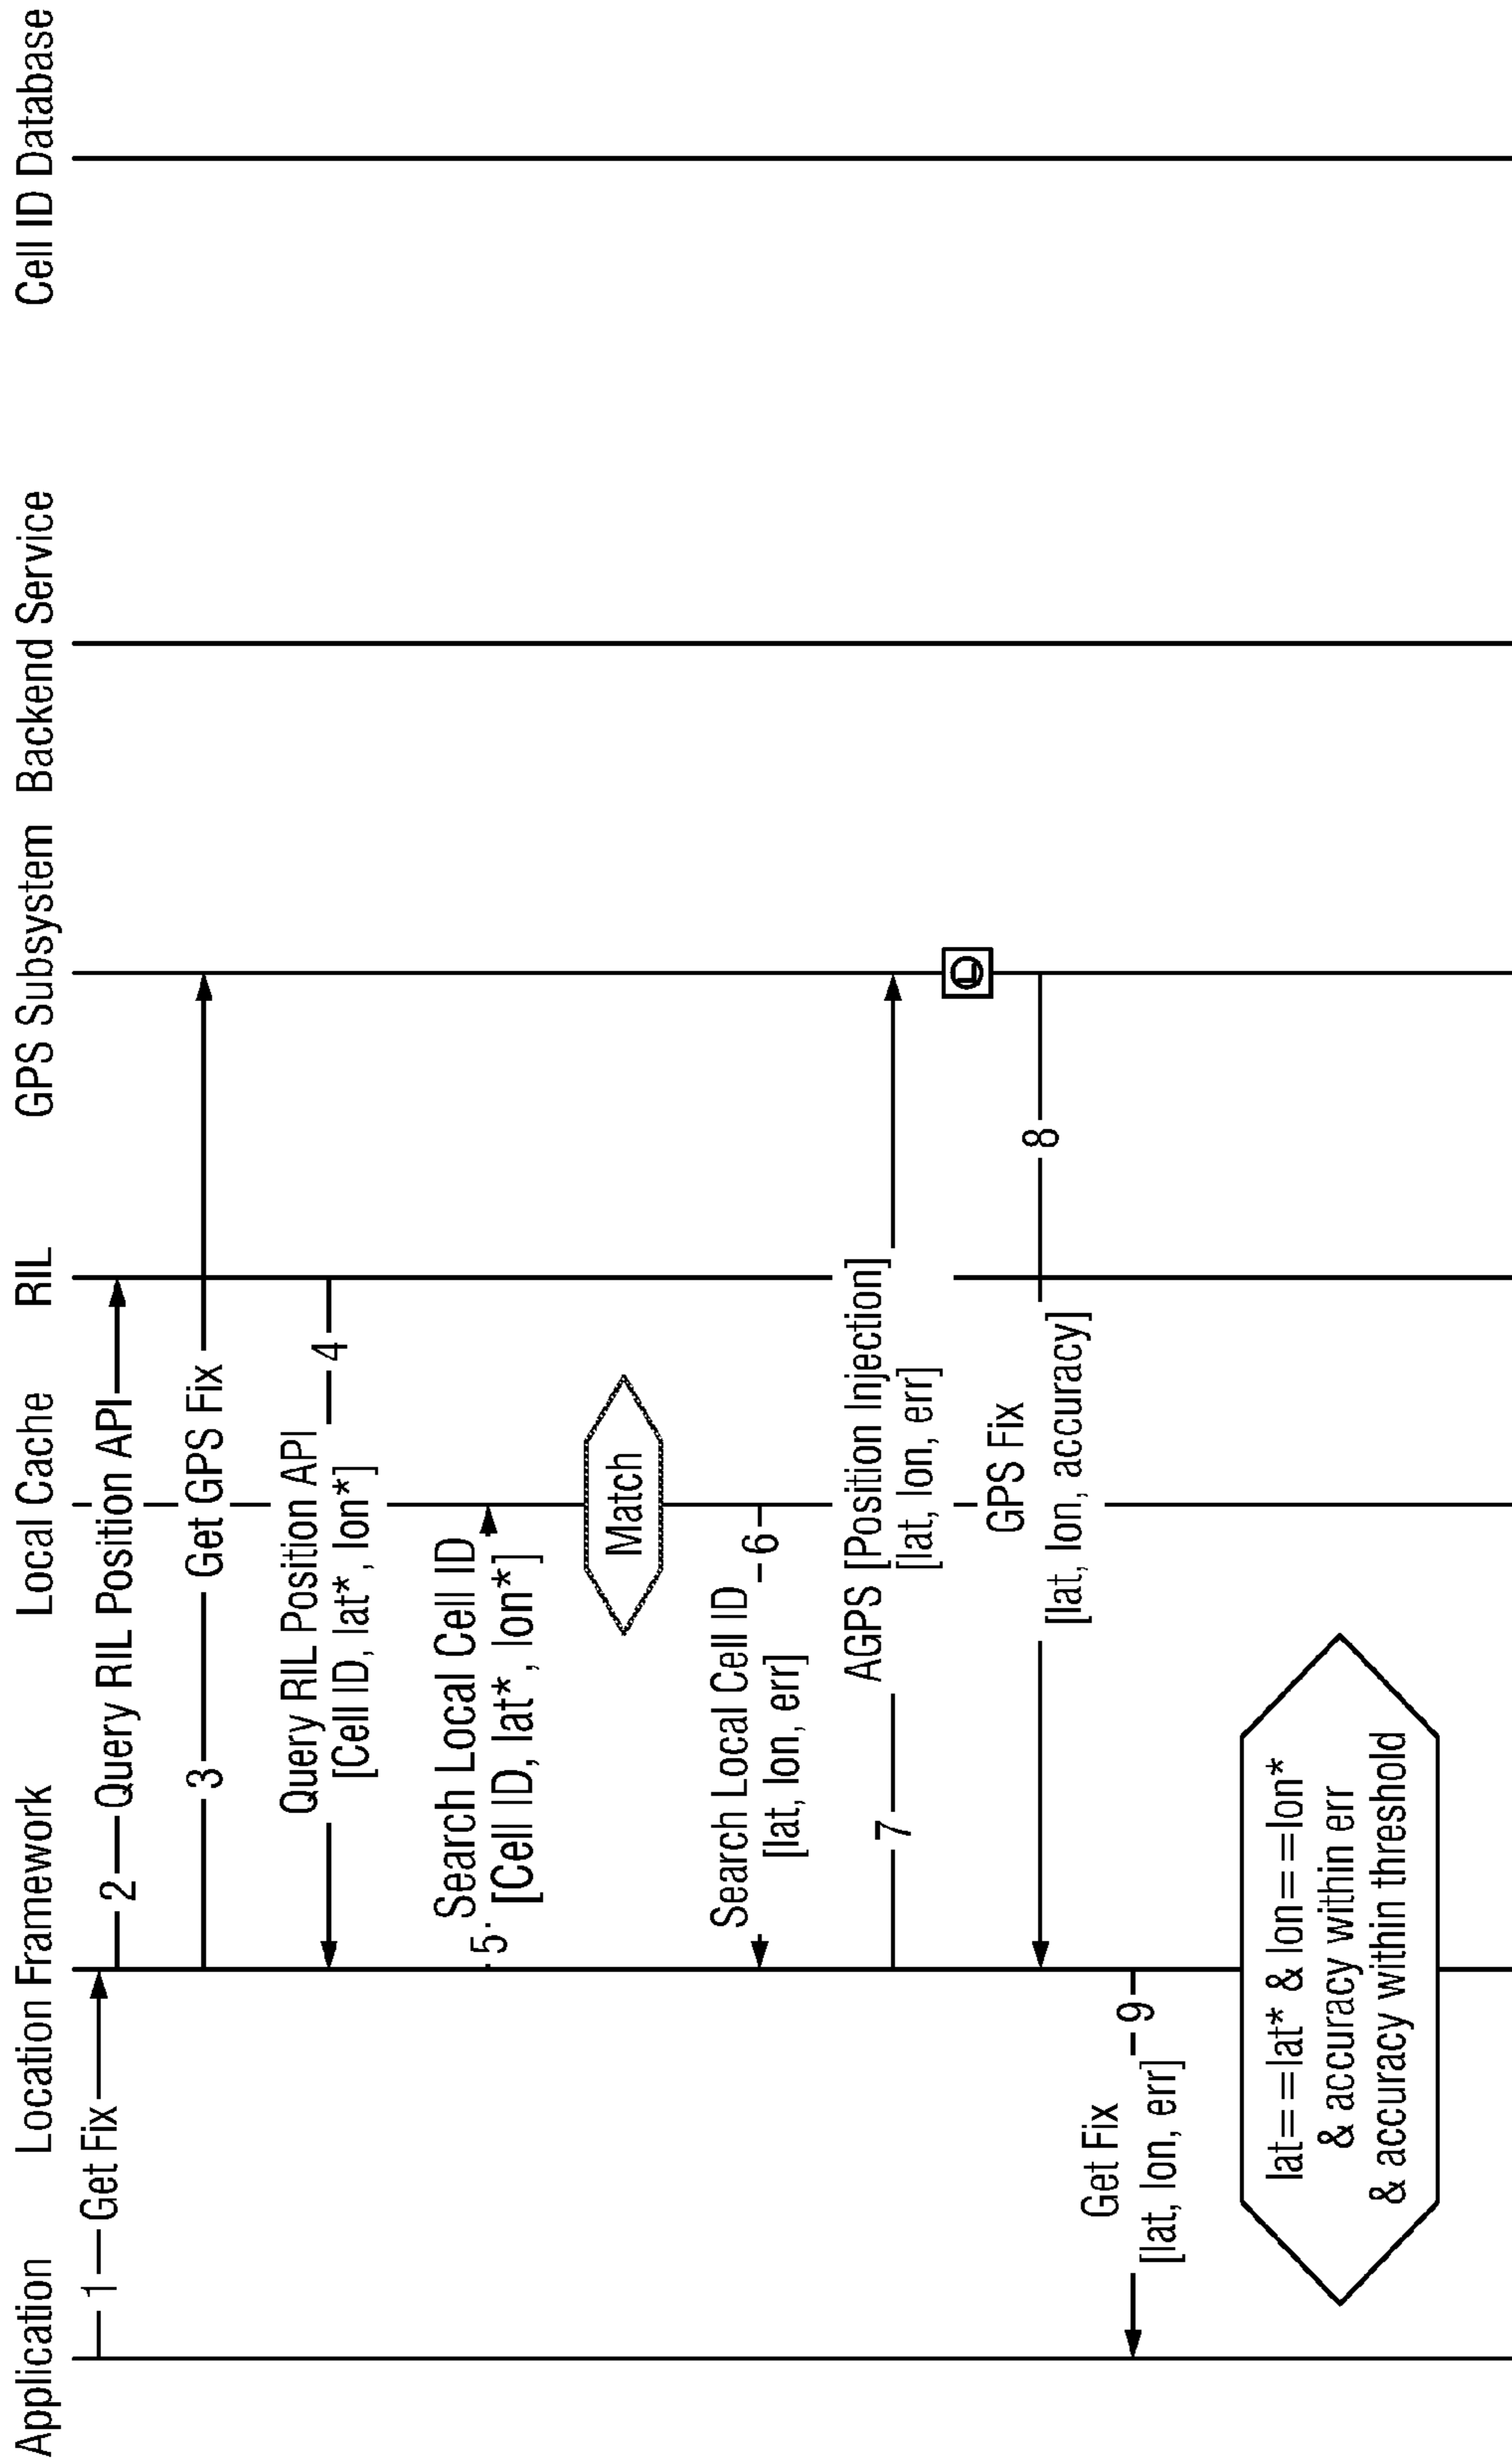 Application
Location Framework
Local Cache
RIL
GPS Subsystem
Backend Service
Cell ID Database
1
Get Fix
2
Query RIL Position API
3
Get GPS Fix
4
Query RIL Position API
[Cell ID, lat*, lon*]
5
Search Local Cell ID
[Cell ID, lat*, lon*]
Match
6
Search Local Cell ID
[lat, lon, err]
7
AGPS [Position Injection]
[lat, lon, err]
8
GPS Fix
[lat, lon, accuracy]
9
Get Fix
[lat, lon, err]
lat==lat* & lon==lon*
& accuracy within err
& accuracy within threshold